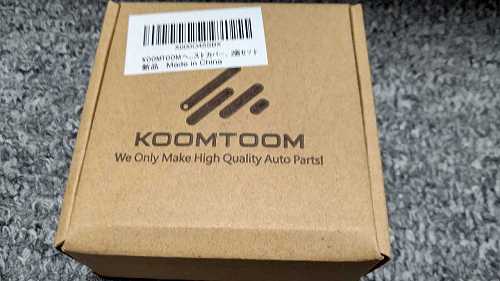 KOOMTOOM
新品 Made in China
KOOMTOOM
We Only Make High Quality Auto Parts!